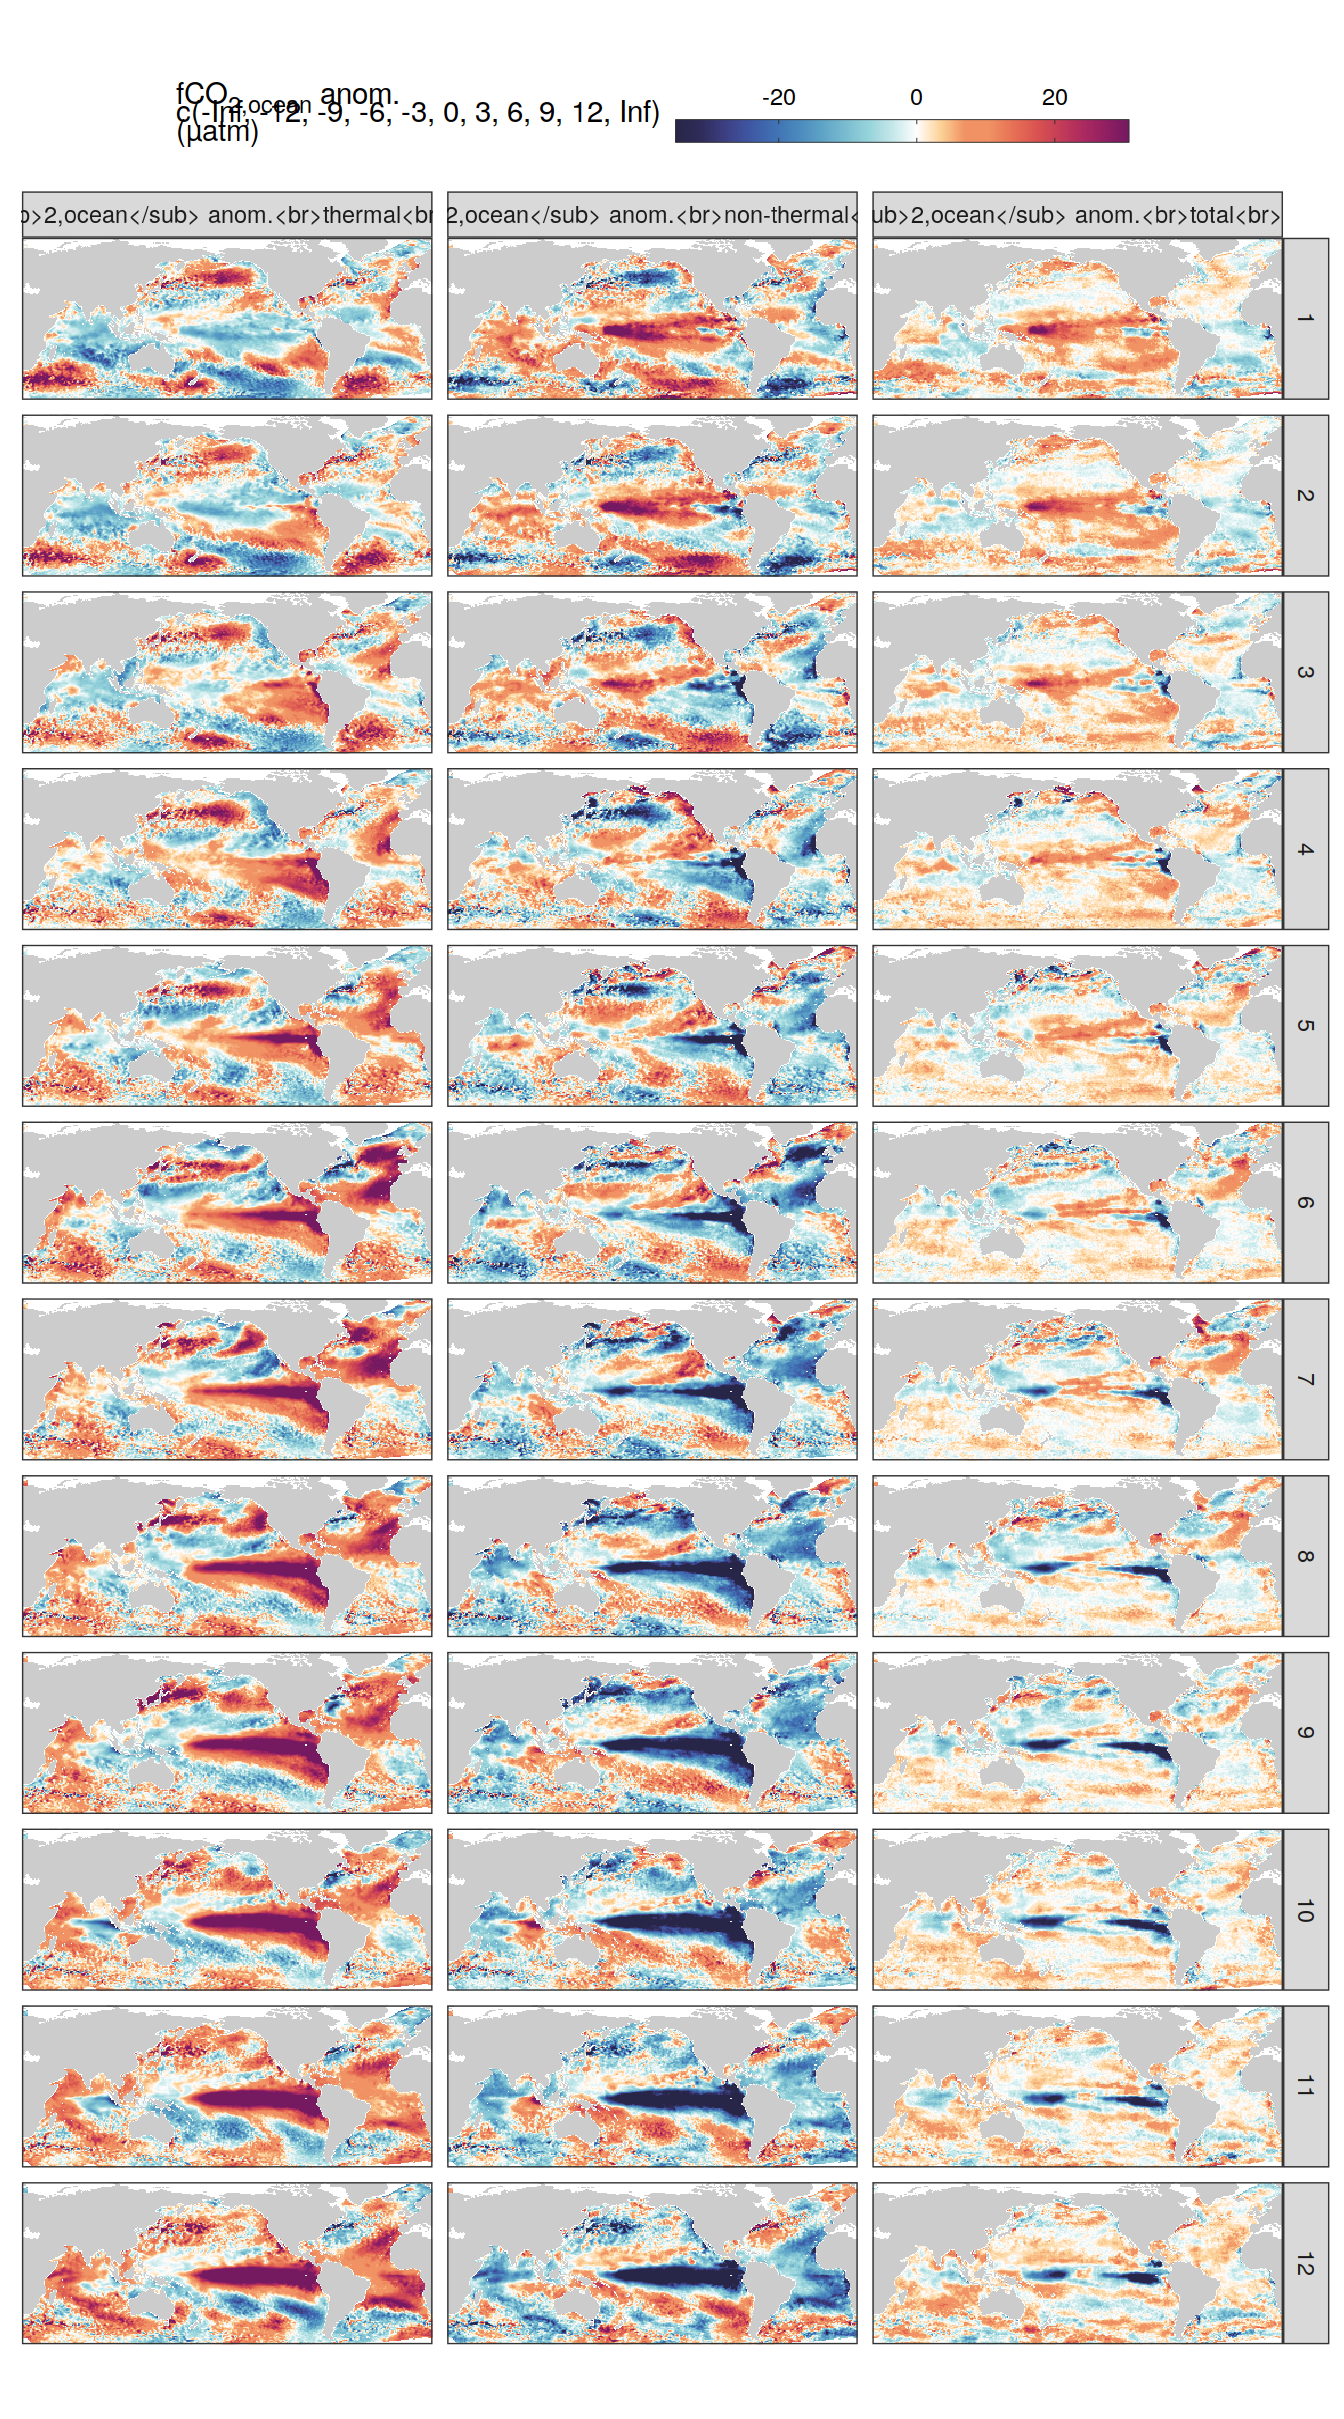 fCO2,ocean anom.
c(-Inf, -12, -9, -6, -3, 0, 3, 6, 9, 12, Inf)
(µatm)
-20 0 20
b>2,ocean</sub> anom.<br>thermal<br
2,ocean</sub> anom.<br>non-thermal<
ub>2,ocean</sub> anom.<br>total<br>
1
2
3
4
5
6
7
8
9
10
11
12